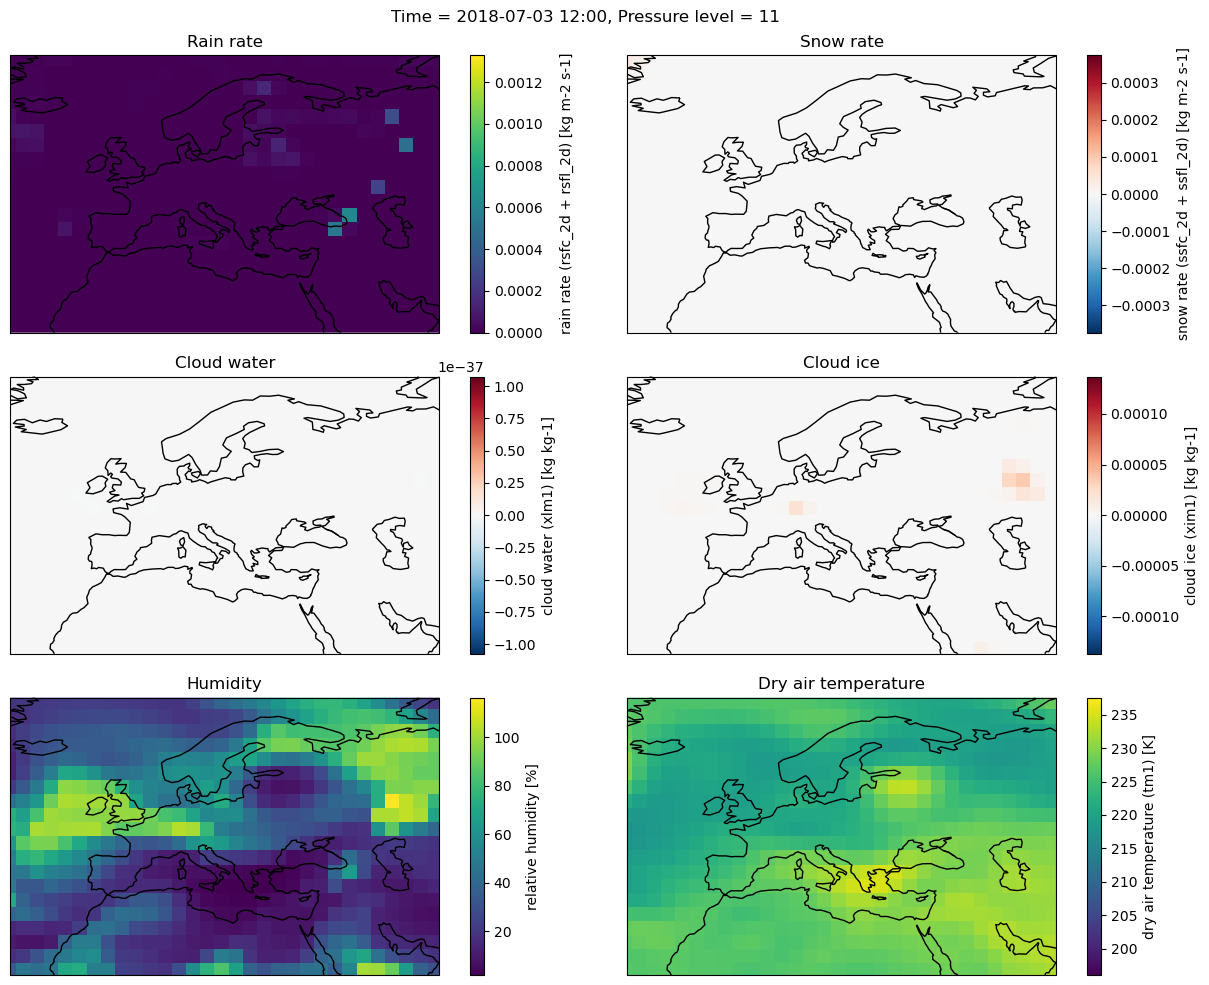 Time = 2018-07-03 12:00, Pressure level = 11
Rain rate
0.0012
0.0010
0.0008
0.0006
0.0004
0.0002
0.0000
rain rate (rsfc_2d + rsfl_2d) [kg m-2 s-1]
Snow rate
0.0003
0.0002
0.0001
0.0000
−0.0001
−0.0002
−0.0003
snow rate (ssfc_2d + ssfl_2d) [kg m-2 s-1]
Cloud water
1e−37
1.00
0.75
0.50
0.25
0.00
−0.25
−0.50
−0.75
−1.00
cloud water (xlm1) [kg kg-1]
Cloud ice
0.00010
0.00005
0.00000
−0.00005
−0.00010
cloud ice (xim1) [kg kg-1]
Humidity
100
80
60
40
20
relative humidity [%]
Dry air temperature
235
230
225
220
215
210
205
200
dry air temperature (tm1) [K]